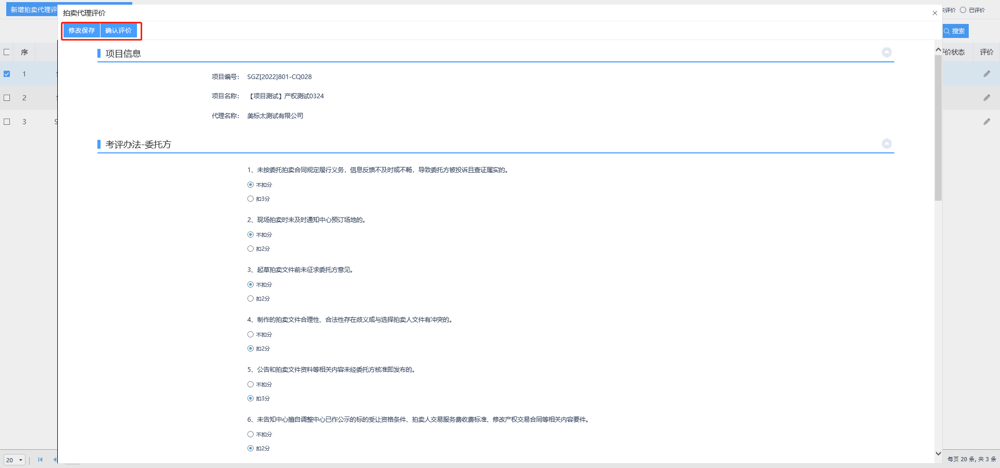 新增拍卖代理评
拍卖代理评价
未评价 已评价
修改保存 确认评价
搜索
序
评价状态 评价
1
2
3
项目信息
项目编号： SGZ[2022]801-CQ028
项目名称： 【项目测试】产权测试0324
代理名称： 美标太测试有限公司
考评办法-委托方
1、未按委托拍卖合同规定履行义务，信息反馈不及时或不畅，导致委托方被投诉且查证属实的。
不扣分
扣3分
2、现场拍卖时未及时通知中心预订场地的。
不扣分
扣2分
3、起草拍卖文件前未征求委托方意见。
不扣分
扣2分
4、制作的拍卖文件合理性、合法性存在歧义或与选择拍卖人文件有冲突的。
不扣分
扣2分
5、公告和拍卖文件资料等相关内容未经委托方核准即发布的。
不扣分
扣3分
6、未告知中心擅自调整中心已作公示的标的受让资格条件、拍卖人交易服务费收费标准、修改产权交易合同等相关内容要件。
不扣分
扣2分
20
每页 20 条, 共 3 条